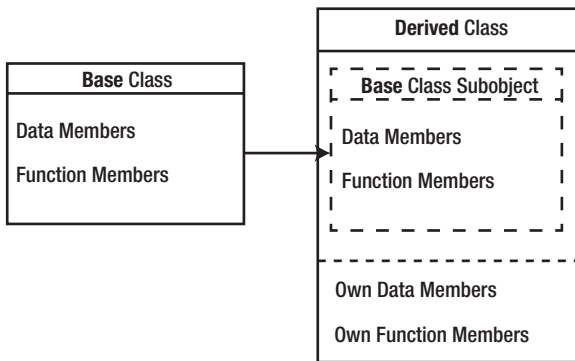 Base Class
Data Members
Function Members
Derived Class
Base Class Subobject
Data Members
Function Members
Own Data Members
Own Function Members